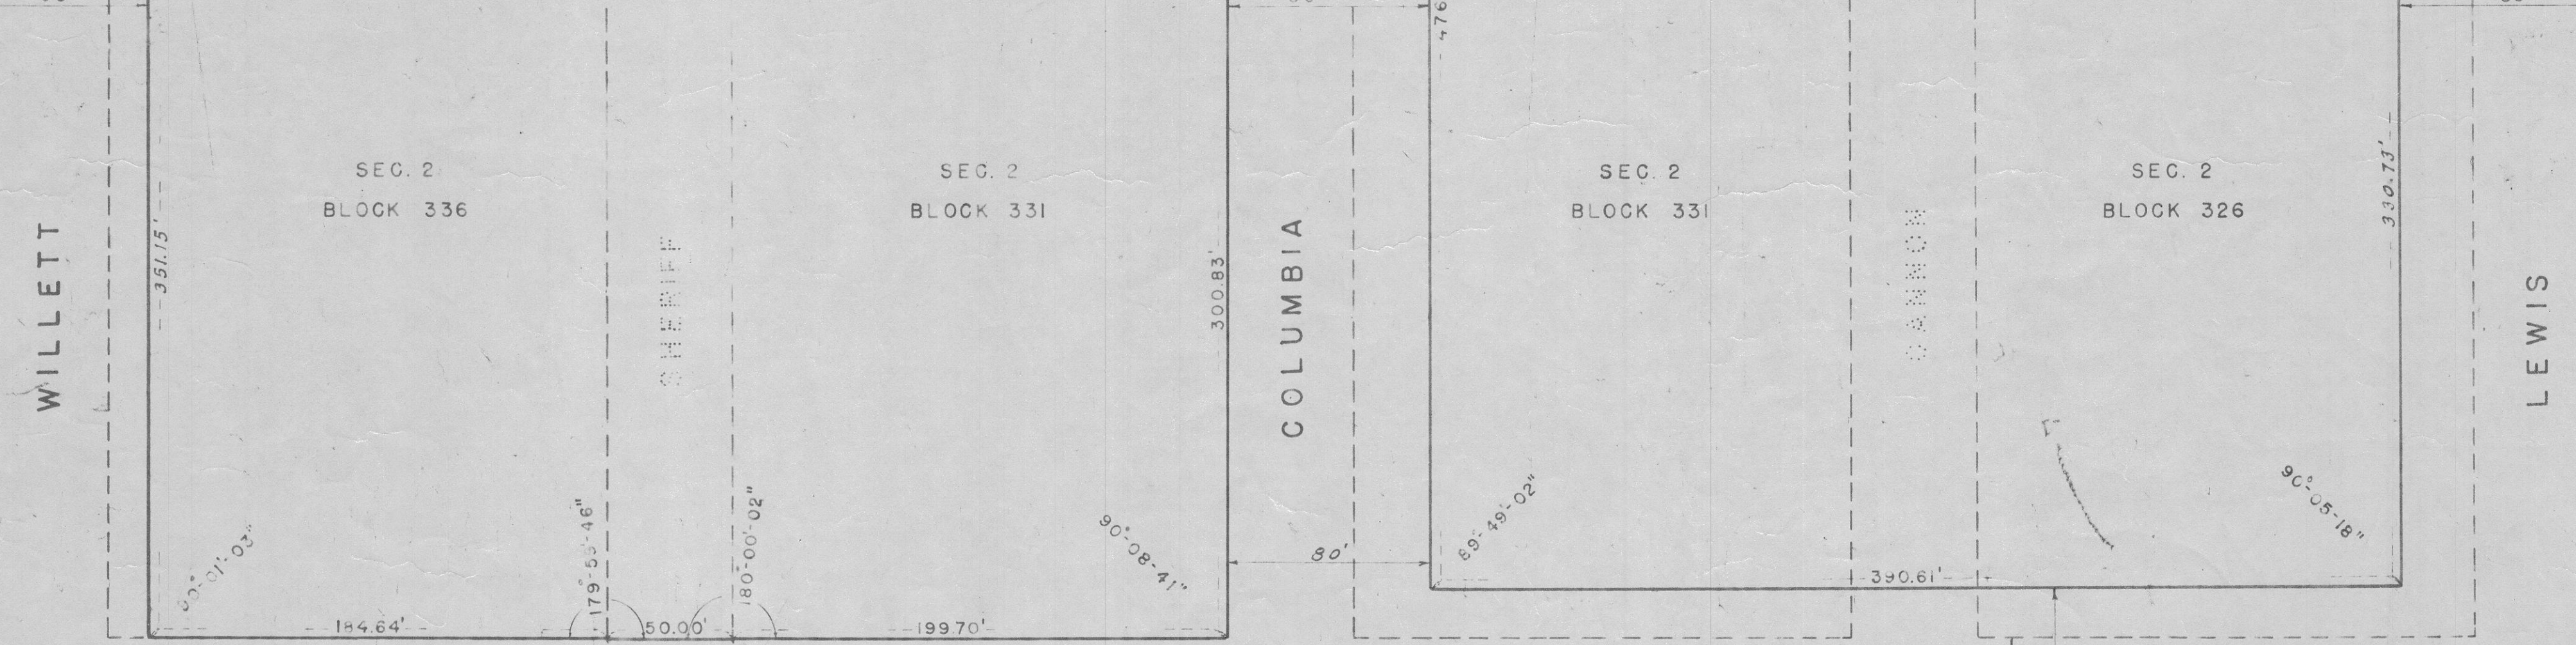 SEC. 2
BLOCK 336
SEC. 2
BLOCK 331
SEC. 2
BLOCK 331
SEC. 2
BLOCK 326
WILLETT
351.15'
SHERIFF
300.83'
COLUMBIA
476
CANNON
330.73'
LEWIS
179°-59'-46"
180°-00'-02"
90°-08'-41"
80'
89°-49'-02"
90°-05'-18"
390.61'
184.64'
50.00'
199.70'